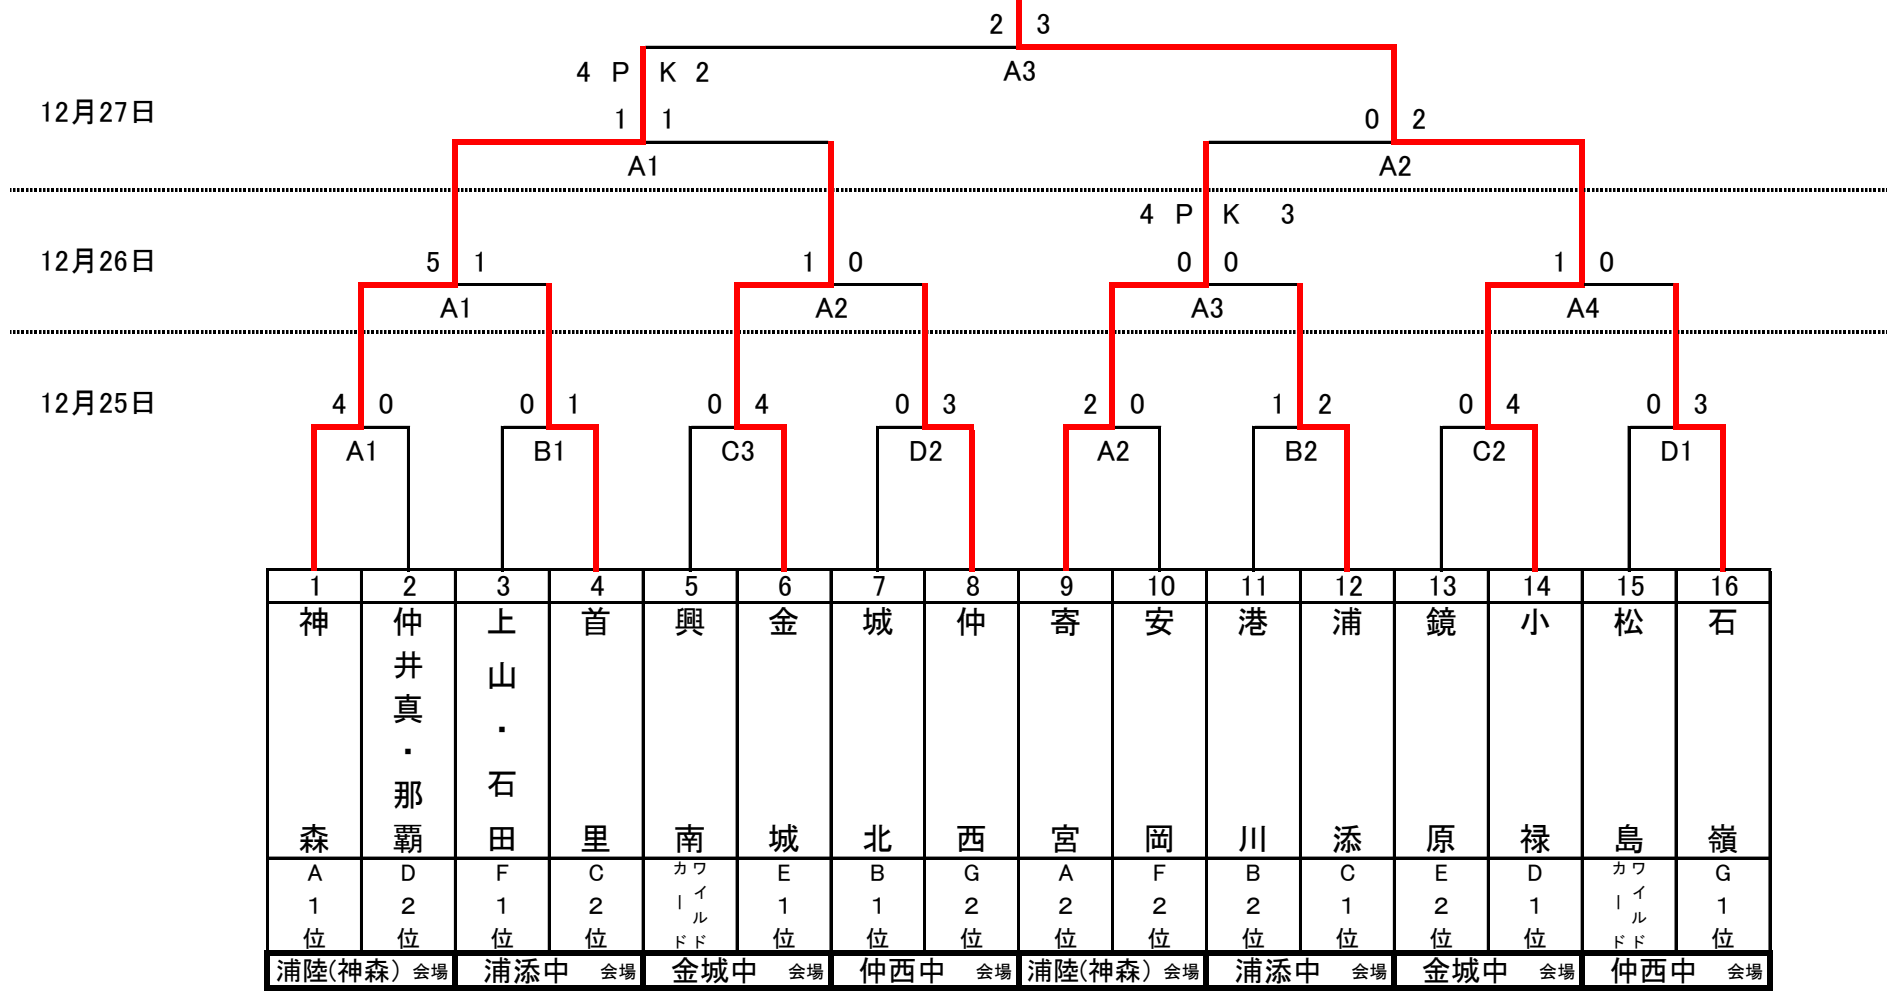 2 3
4 P K 2
A3
12月27日
1 1
0 2
A1
A2
4 P K 3
12月26日
5 1
1 0
0 0
1 0
A1
A2
A3
A4
12月25日
4 0
0 1
0 4
0 3
2 0
1 2
0 4
0 3
A1
B1
C3
D2
A2
B2
C2
D1
1 2 3 4 5 6 7 8 9 10 11 12 13 14 15 16
神森
仲井真・那覇
上山・石田
首里
興南
金城
城北
仲西
寄宮
安岡
港川
浦添
鏡原
小禄
松島
石嶺
A1位
D2位
F1位
C2位
ワイルド
カード
E1位
B1位
G2位
A2位
F2位
B2位
C1位
E2位
D1位
ワイルド
カード
G1位
浦陸(神森) 会場
浦添中 会場
金城中 会場
仲西中 会場
浦陸(神森) 会場
浦添中 会場
金城中 会場
仲西中 会場